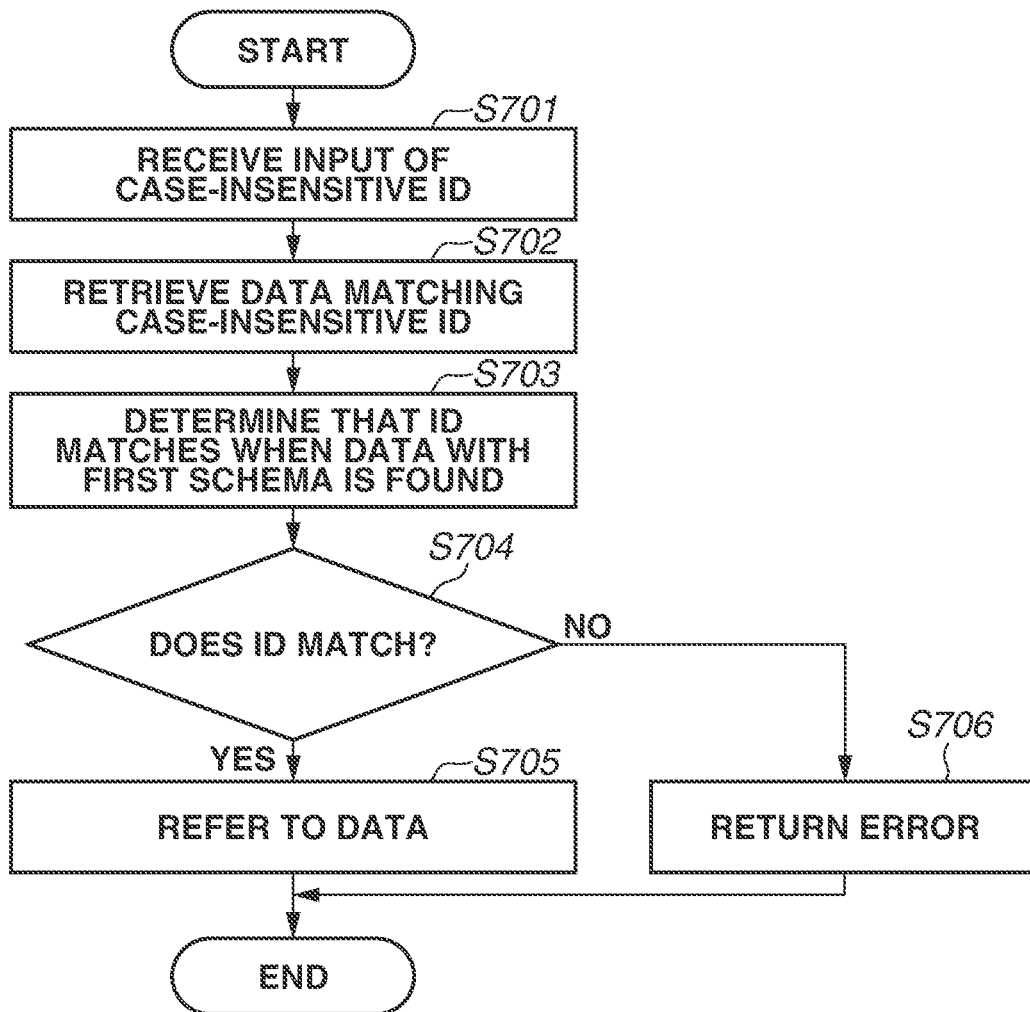 START
S701
RECEIVE INPUT OF
CASE-INSENSITIVE ID
S702
RETRIEVE DATA MATCHING
CASE-INSENSITIVE ID
S703
DETERMINE THAT ID
MATCHES WHEN DATA WITH
FIRST SCHEMA IS FOUND
S704
DOES ID MATCH?
NO
YES
S705
REFER TO DATA
S706
RETURN ERROR
END